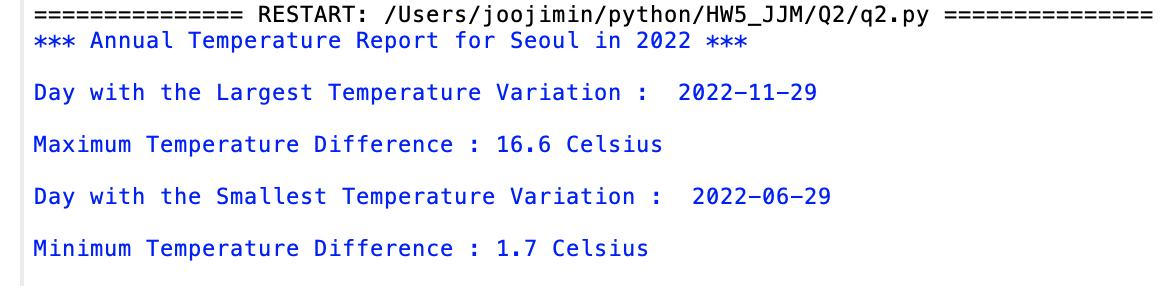 =============== RESTART: /Users/joojimin/python/HW5_JJM/Q2/q2.py ===============
*** Annual Temperature Report for Seoul in 2022 ***
Day with the Largest Temperature Variation :  2022-11-29
Maximum Temperature Difference : 16.6 Celsius
Day with the Smallest Temperature Variation :  2022-06-29
Minimum Temperature Difference : 1.7 Celsius